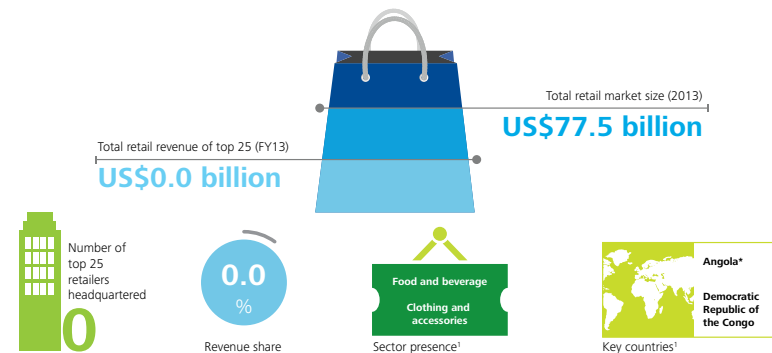 Total retail market size (2013)
US$77.5 billion
Total retail revenue of top 25 (FY13)
US$0.0 billion
Number of
top 25
retailers
headquartered
0
0.0
%
Revenue share
Food and beverage
Clothing and
accessories
Sector presence¹
Angola*
Democratic
Republic of
the Congo
Key countries¹